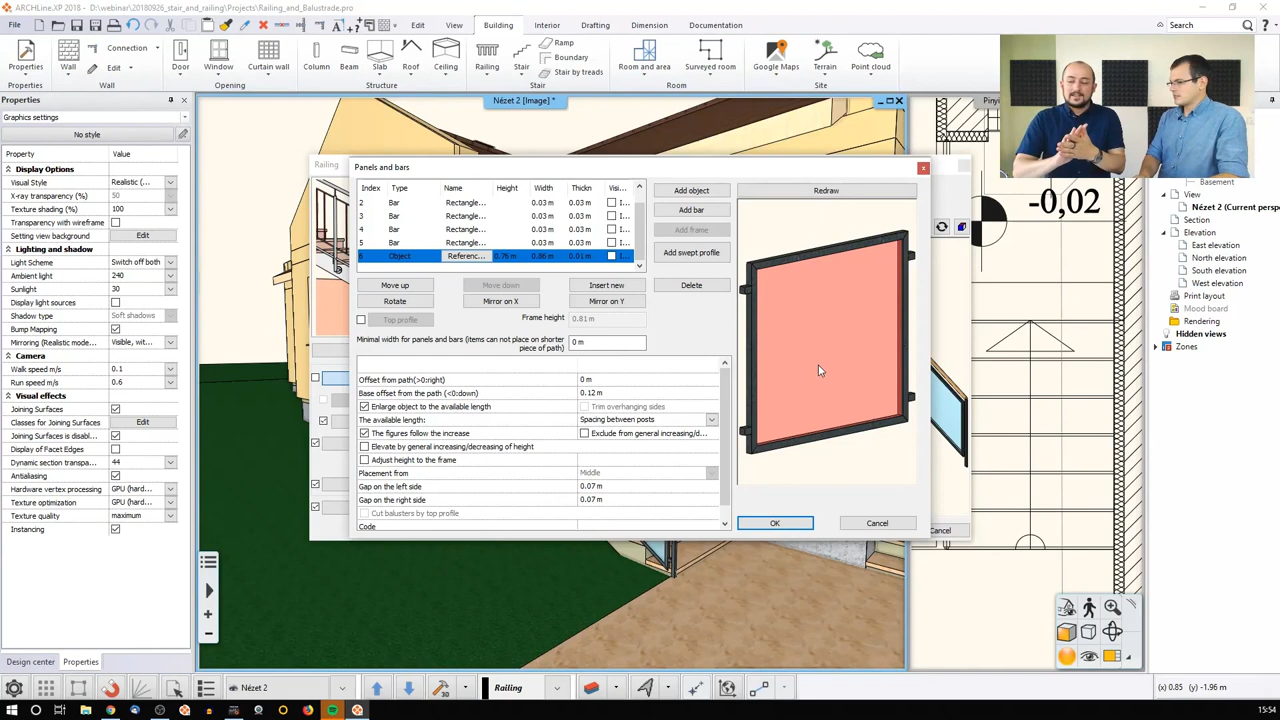 ARCHLine.XP 2018 - D:\webinar\20180926_stair_and_railing\Projects\Railing_and_Balustrade.pro
File Edit View Building Interior Drafting Dimension Documentation Search
Properties Wall Connection Edit Door Window Curtain wall Column Beam Slab Roof Ceiling Railing Stair Ramp Boundary Stair by treads Room and area Surveyed room Google Maps Terrain Point cloud
Properties Wall Opening Structure Stair Room Site
Properties
Graphics settings
No style
Property Value
Display Options
Visual Style Realistic (...
X-ray transparency (%) 50
Texture shading (%) 100
Transparency with wireframe
Setting view background Edit
Lighting and shadow
Light Scheme Switch off both
Ambient light 240
Sunlight 30
Display light sources
Shadow type Soft shadows
Bump Mapping
Mirroring (Realistic mode... Visible, wit...
Camera
Walk speed m/s 0.1
Run speed m/s 0.6
Visual effects
Joining Surfaces
Classes for Joining Surfaces Edit
Joining Surfaces is disabl...
Display of Facet Edges
Dynamic section transpa... 44
Antialiasing
Hardware vertex processing GPU (hard...
Texture optimization GPU (hard...
Texture quality maximum
Instancing
Design center Properties
Nézet 2 [Image] *
Railing
Panels and bars
Index Type Name Height Width Thickn Visi...
2 Bar Rectangle... 0.03 m 0.03 m I...
3 Bar Rectangle... 0.03 m 0.03 m I...
4 Bar Rectangle... 0.03 m 0.03 m I...
5 Bar Rectangle... 0.03 m 0.03 m I...
6 Object Referenc... 0.76 m 0.86 m 0.01 m I...
Add object
Add bar
Add frame
Add swept profile
Move up Move down Insert new Delete
Rotate Mirror on X Mirror on Y
Top profile Frame height 0.81 m
Minimal width for panels and bars (items can not place on shorter
piece of path) 0 m
Offset from path(>0:right) 0 m
Base offset from the path (<0:down) 0.12 m
Enlarge object to the available length Trim overhanging sides
The available length: Spacing between posts
The figures follow the increase Exclude from general increasing/d...
Elevate by general increasing/decreasing of height
Adjust height to the frame
Placement from Middle
Gap on the left side 0.07 m
Gap on the right side 0.07 m
Cut balusters by top profile
Code
Redraw
OK Cancel
Cancel
-0,02
Basement
View
Nézet 2 (Current persp
Section
Elevation
East elevation
North elevation
South elevation
West elevation
Print layout
Mood board
Rendering
Hidden views
Zones
Nézet 2
Railing
(x) 0.85 (y) -1.96 m
15:54